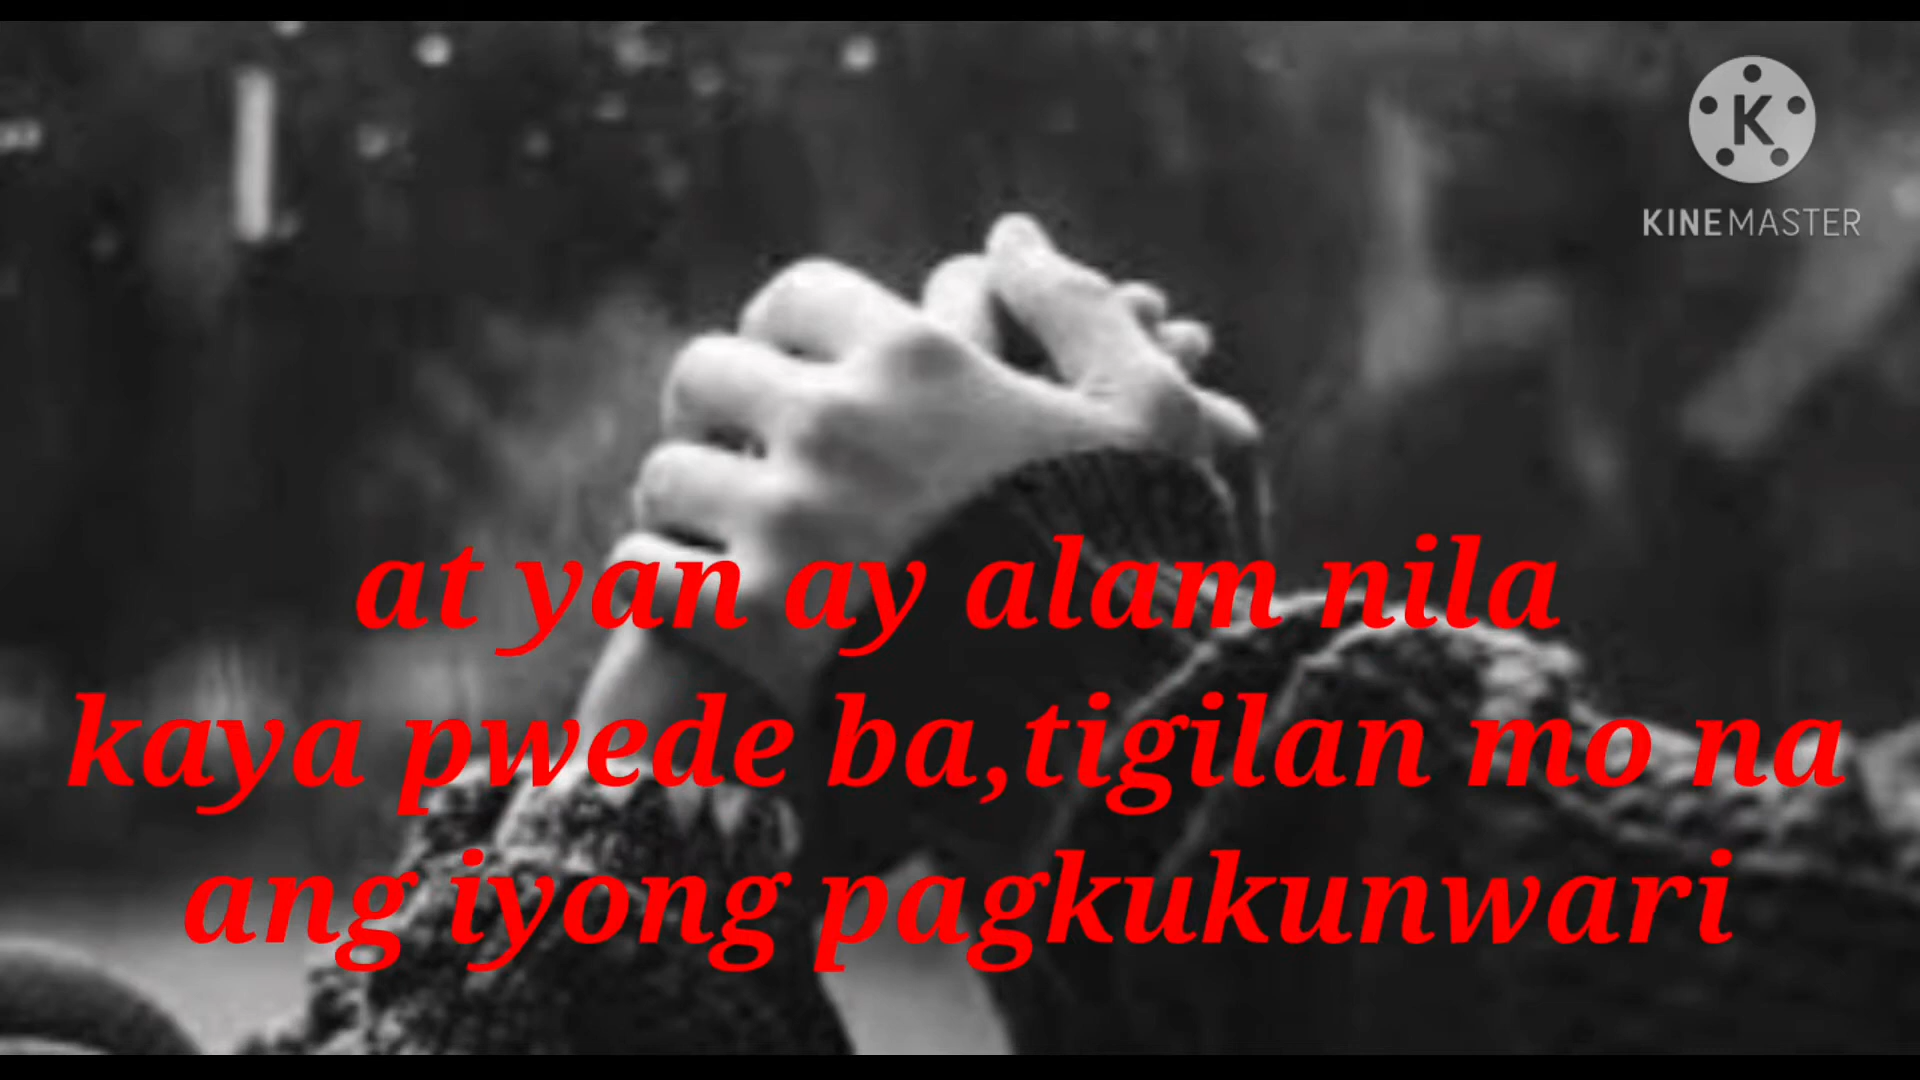 K
KINEMASTER
at yan ay alam nila
kaya pwede ba,tigilan mo na
ang iyong pagkukunwari